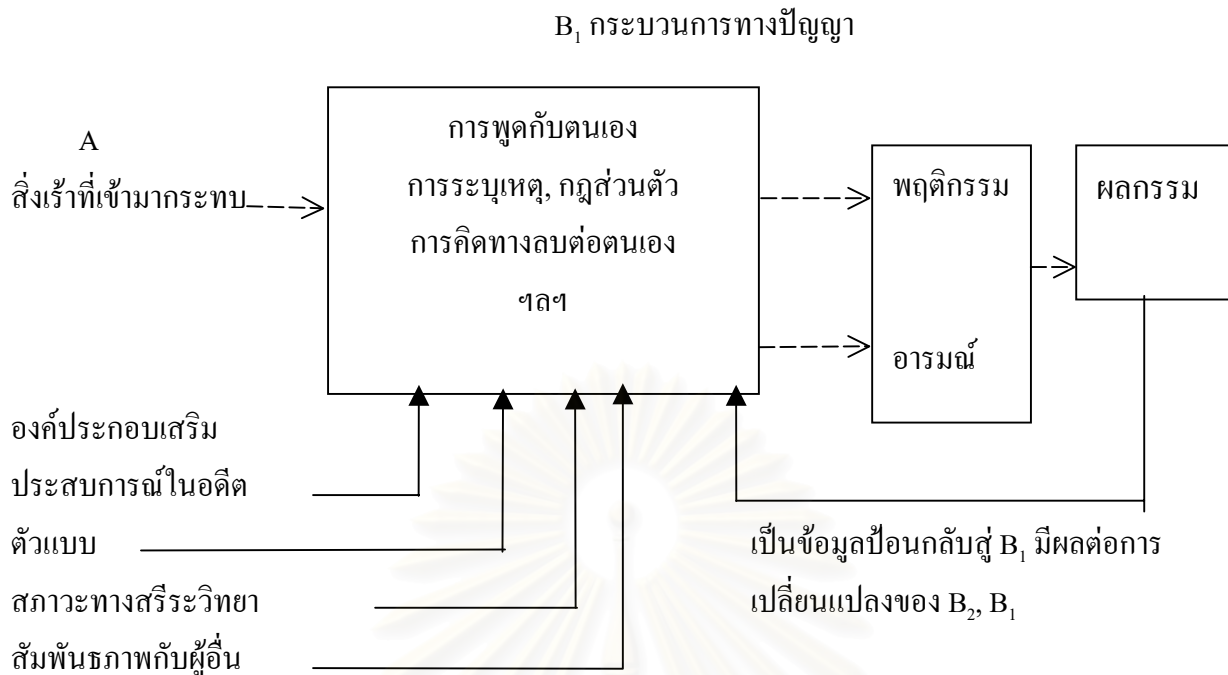 B₁ กระบวนการทางปัญญา
A
สิ่งเร้าที่เข้ามากระทบ
การพูดกับตนเอง
การระบุเหตุ, กฎส่วนตัว
การคิดทางลบต่อตนเอง
ฯลฯ
พฤติกรรม
อารมณ์
ผลกรรม
องค์ประกอบเสริม
ประสบการณ์ในอดีต
ตัวแบบ
สภาวะทางสรีระวิทยา
สัมพันธภาพกับผู้อื่น
เป็นข้อมูลป้อนกลับสู่ B₁ มีผลต่อการ
เปลี่ยนแปลงของ B₂, B₁